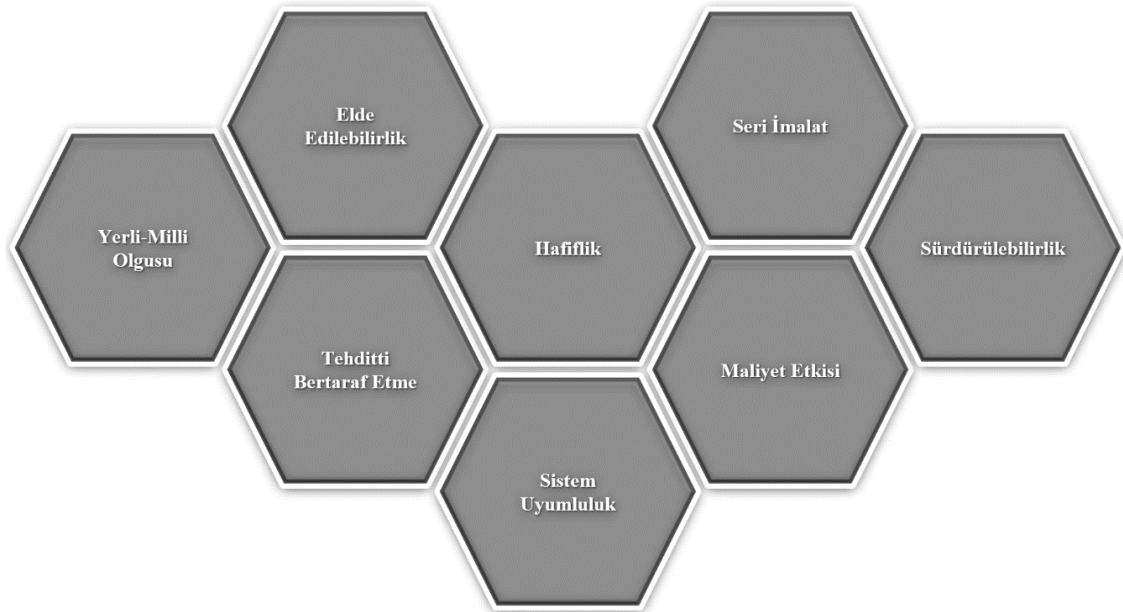 Elde
Edilebilirlik
Seri İmalat
Yerli-Milli
Olgusu
Hafiflik
Sürdürülebilirlik
Tehditti
Bertaraf Etme
Maliyet Etkisi
Sistem
Uyumluluk